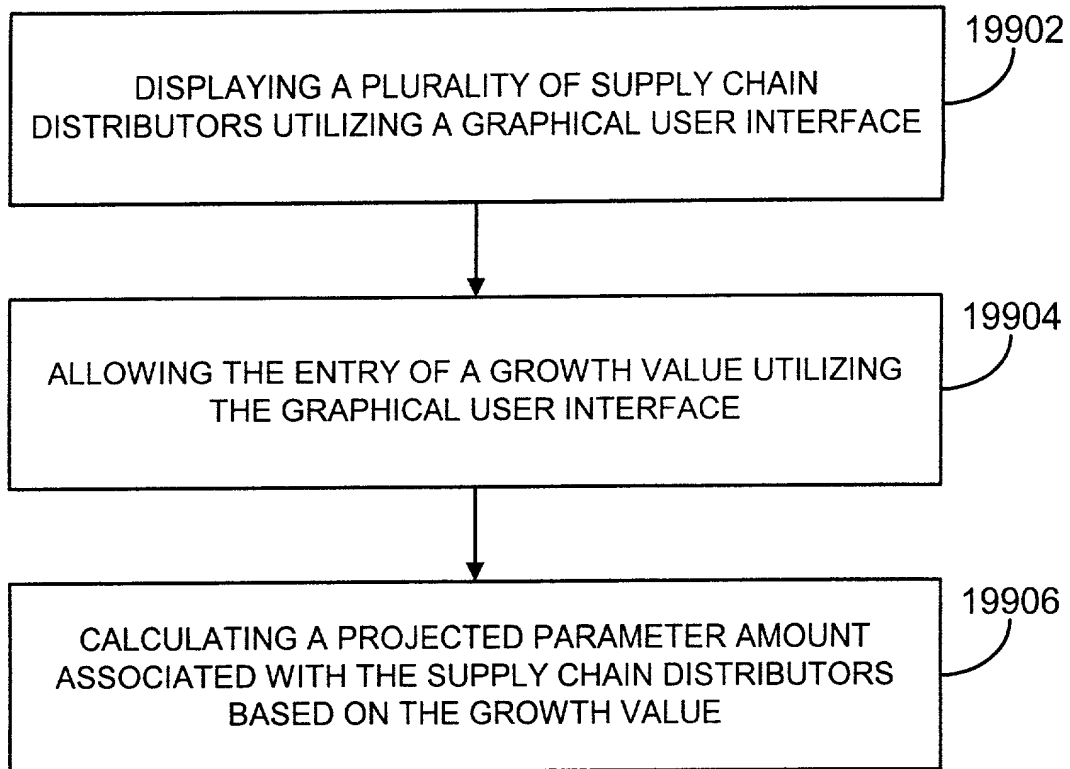 19902
DISPLAYING A PLURALITY OF SUPPLY CHAIN
DISTRIBUTORS UTILIZING A GRAPHICAL USER INTERFACE
19904
ALLOWING THE ENTRY OF A GROWTH VALUE UTILIZING
THE GRAPHICAL USER INTERFACE
19906
CALCULATING A PROJECTED PARAMETER AMOUNT
ASSOCIATED WITH THE SUPPLY CHAIN DISTRIBUTORS
BASED ON THE GROWTH VALUE